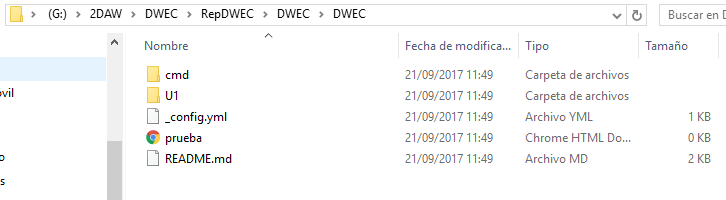 (G:) > 2DAW > DWEC > RepDWEC > DWEC > DWEC
Buscar en D
Nombre Fecha de modifica... Tipo Tamaño
cmd 21/09/2017 11:49 Carpeta de archivos
U1 21/09/2017 11:49 Carpeta de archivos
_config.yml 21/09/2017 11:49 Archivo YML 1 KB
prueba 21/09/2017 11:49 Chrome HTML Do... 0 KB
README.md 21/09/2017 11:49 Archivo MD 2 KB
óvil
o
s